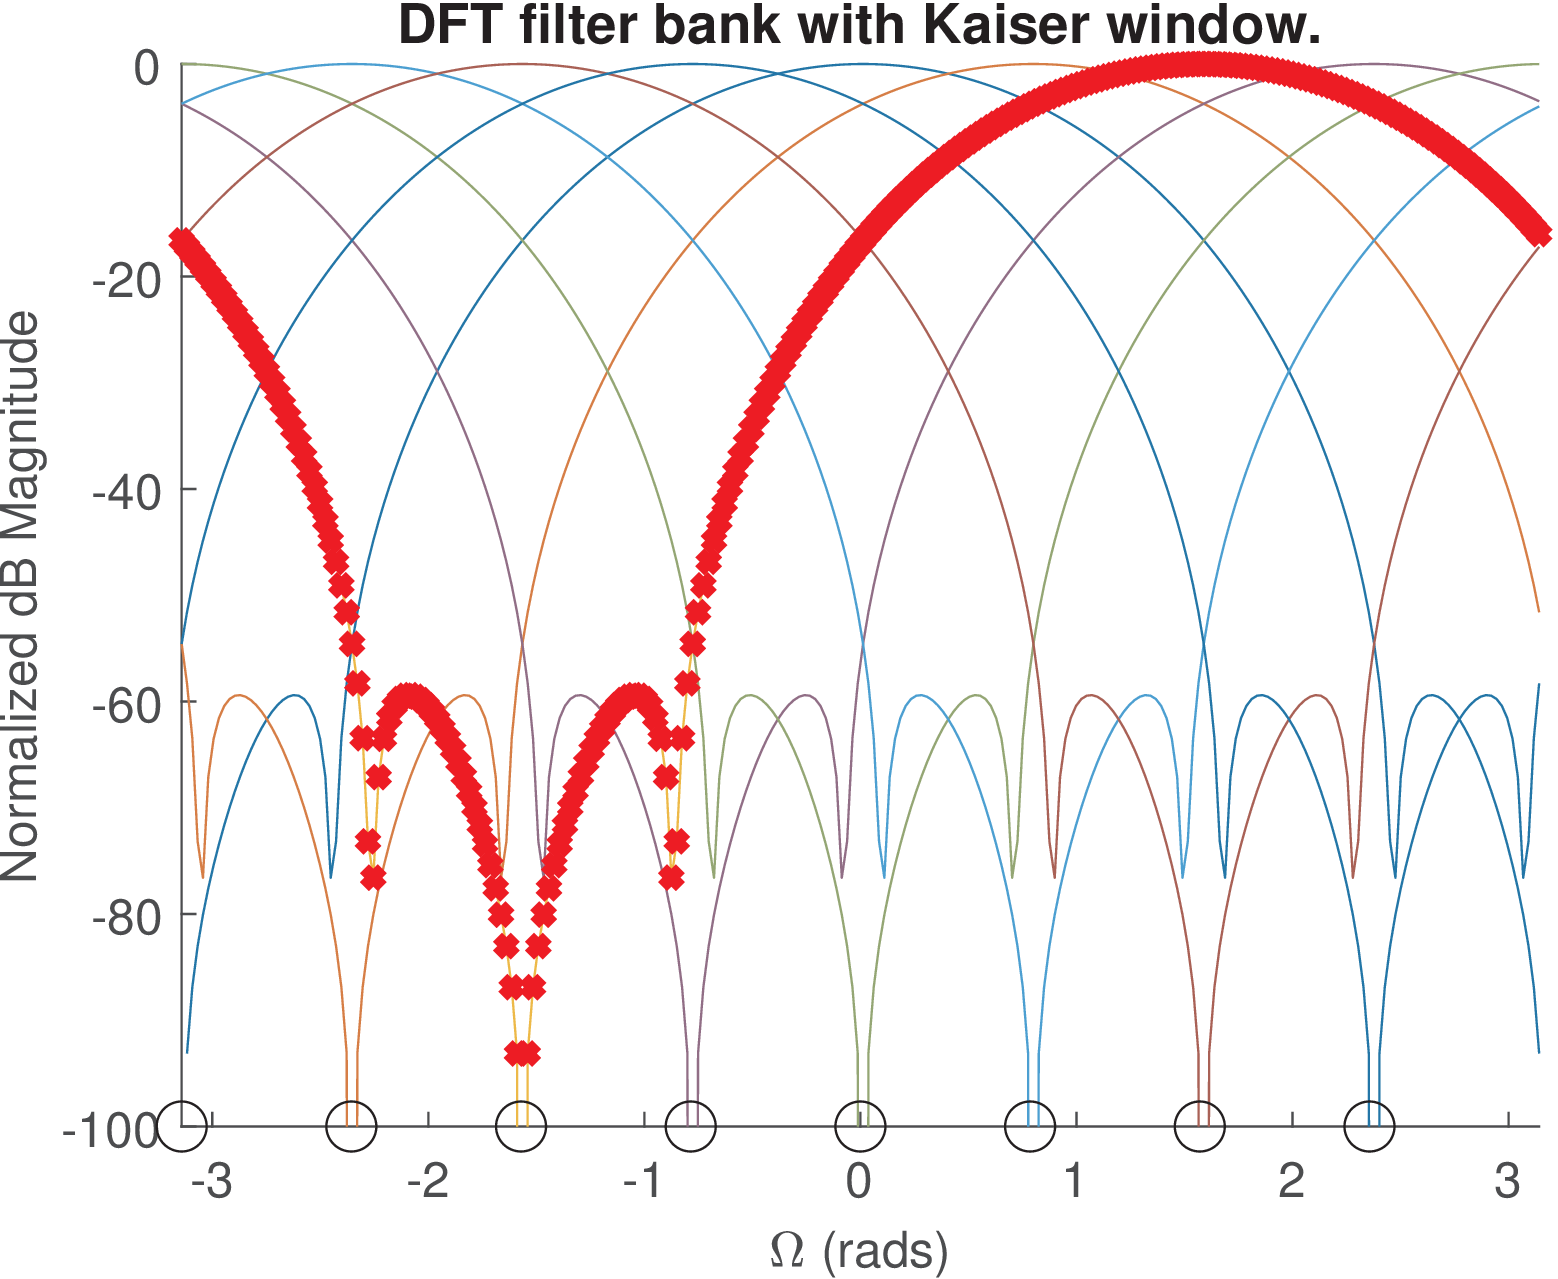 DFT filter bank with Kaiser window.
0
-20
-40
-60
-80
-100
Normalized dB Magnitude
-3 -2 -1 0 1 2 3
Ω (rads)